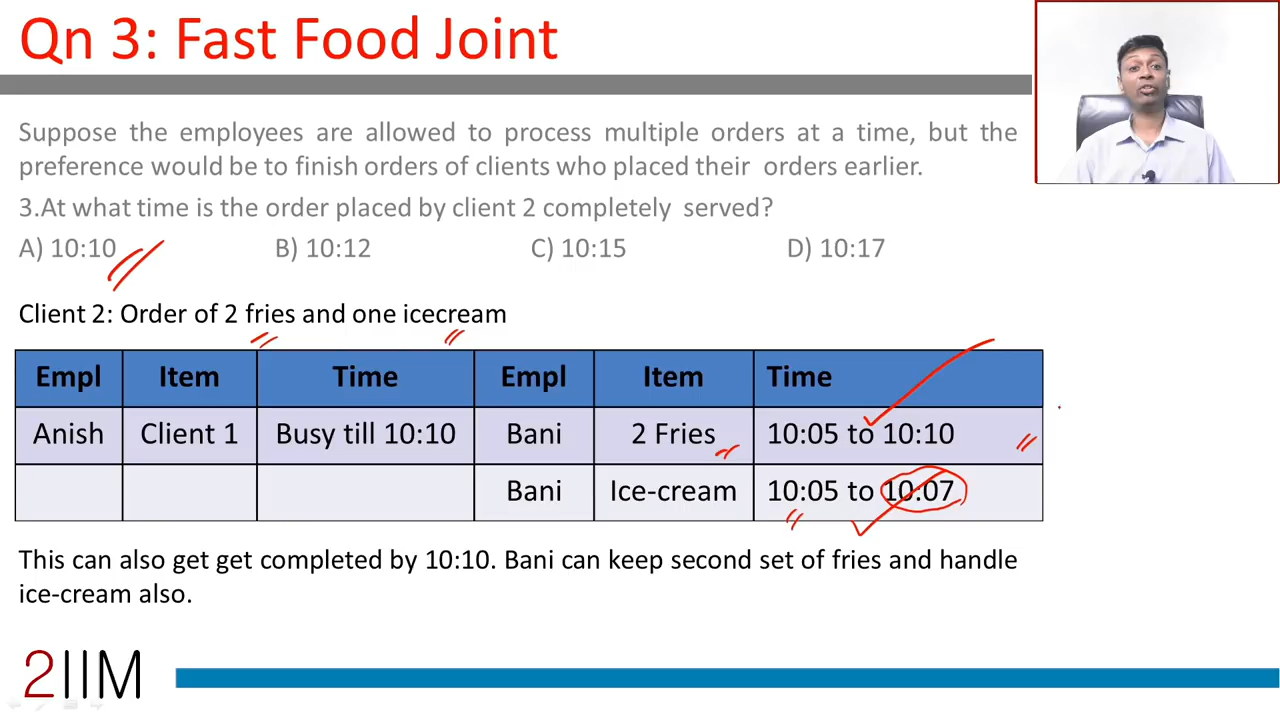 Qn 3: Fast Food Joint
Suppose the employees are allowed to process multiple orders at a time, but the
preference would be to finish orders of clients who placed their orders earlier.
3.At what time is the order placed by client 2 completely served?
A) 10:10 B) 10:12 C) 10:15 D) 10:17
Client 2: Order of 2 fries and one icecream
Empl Item Time Empl Item Time
Anish Client 1 Busy till 10:10 Bani 2 Fries 10:05 to 10:10
Bani Ice-cream 10:05 to 10:07
This can also get get completed by 10:10. Bani can keep second set of fries and handle
ice-cream also.
2IIM